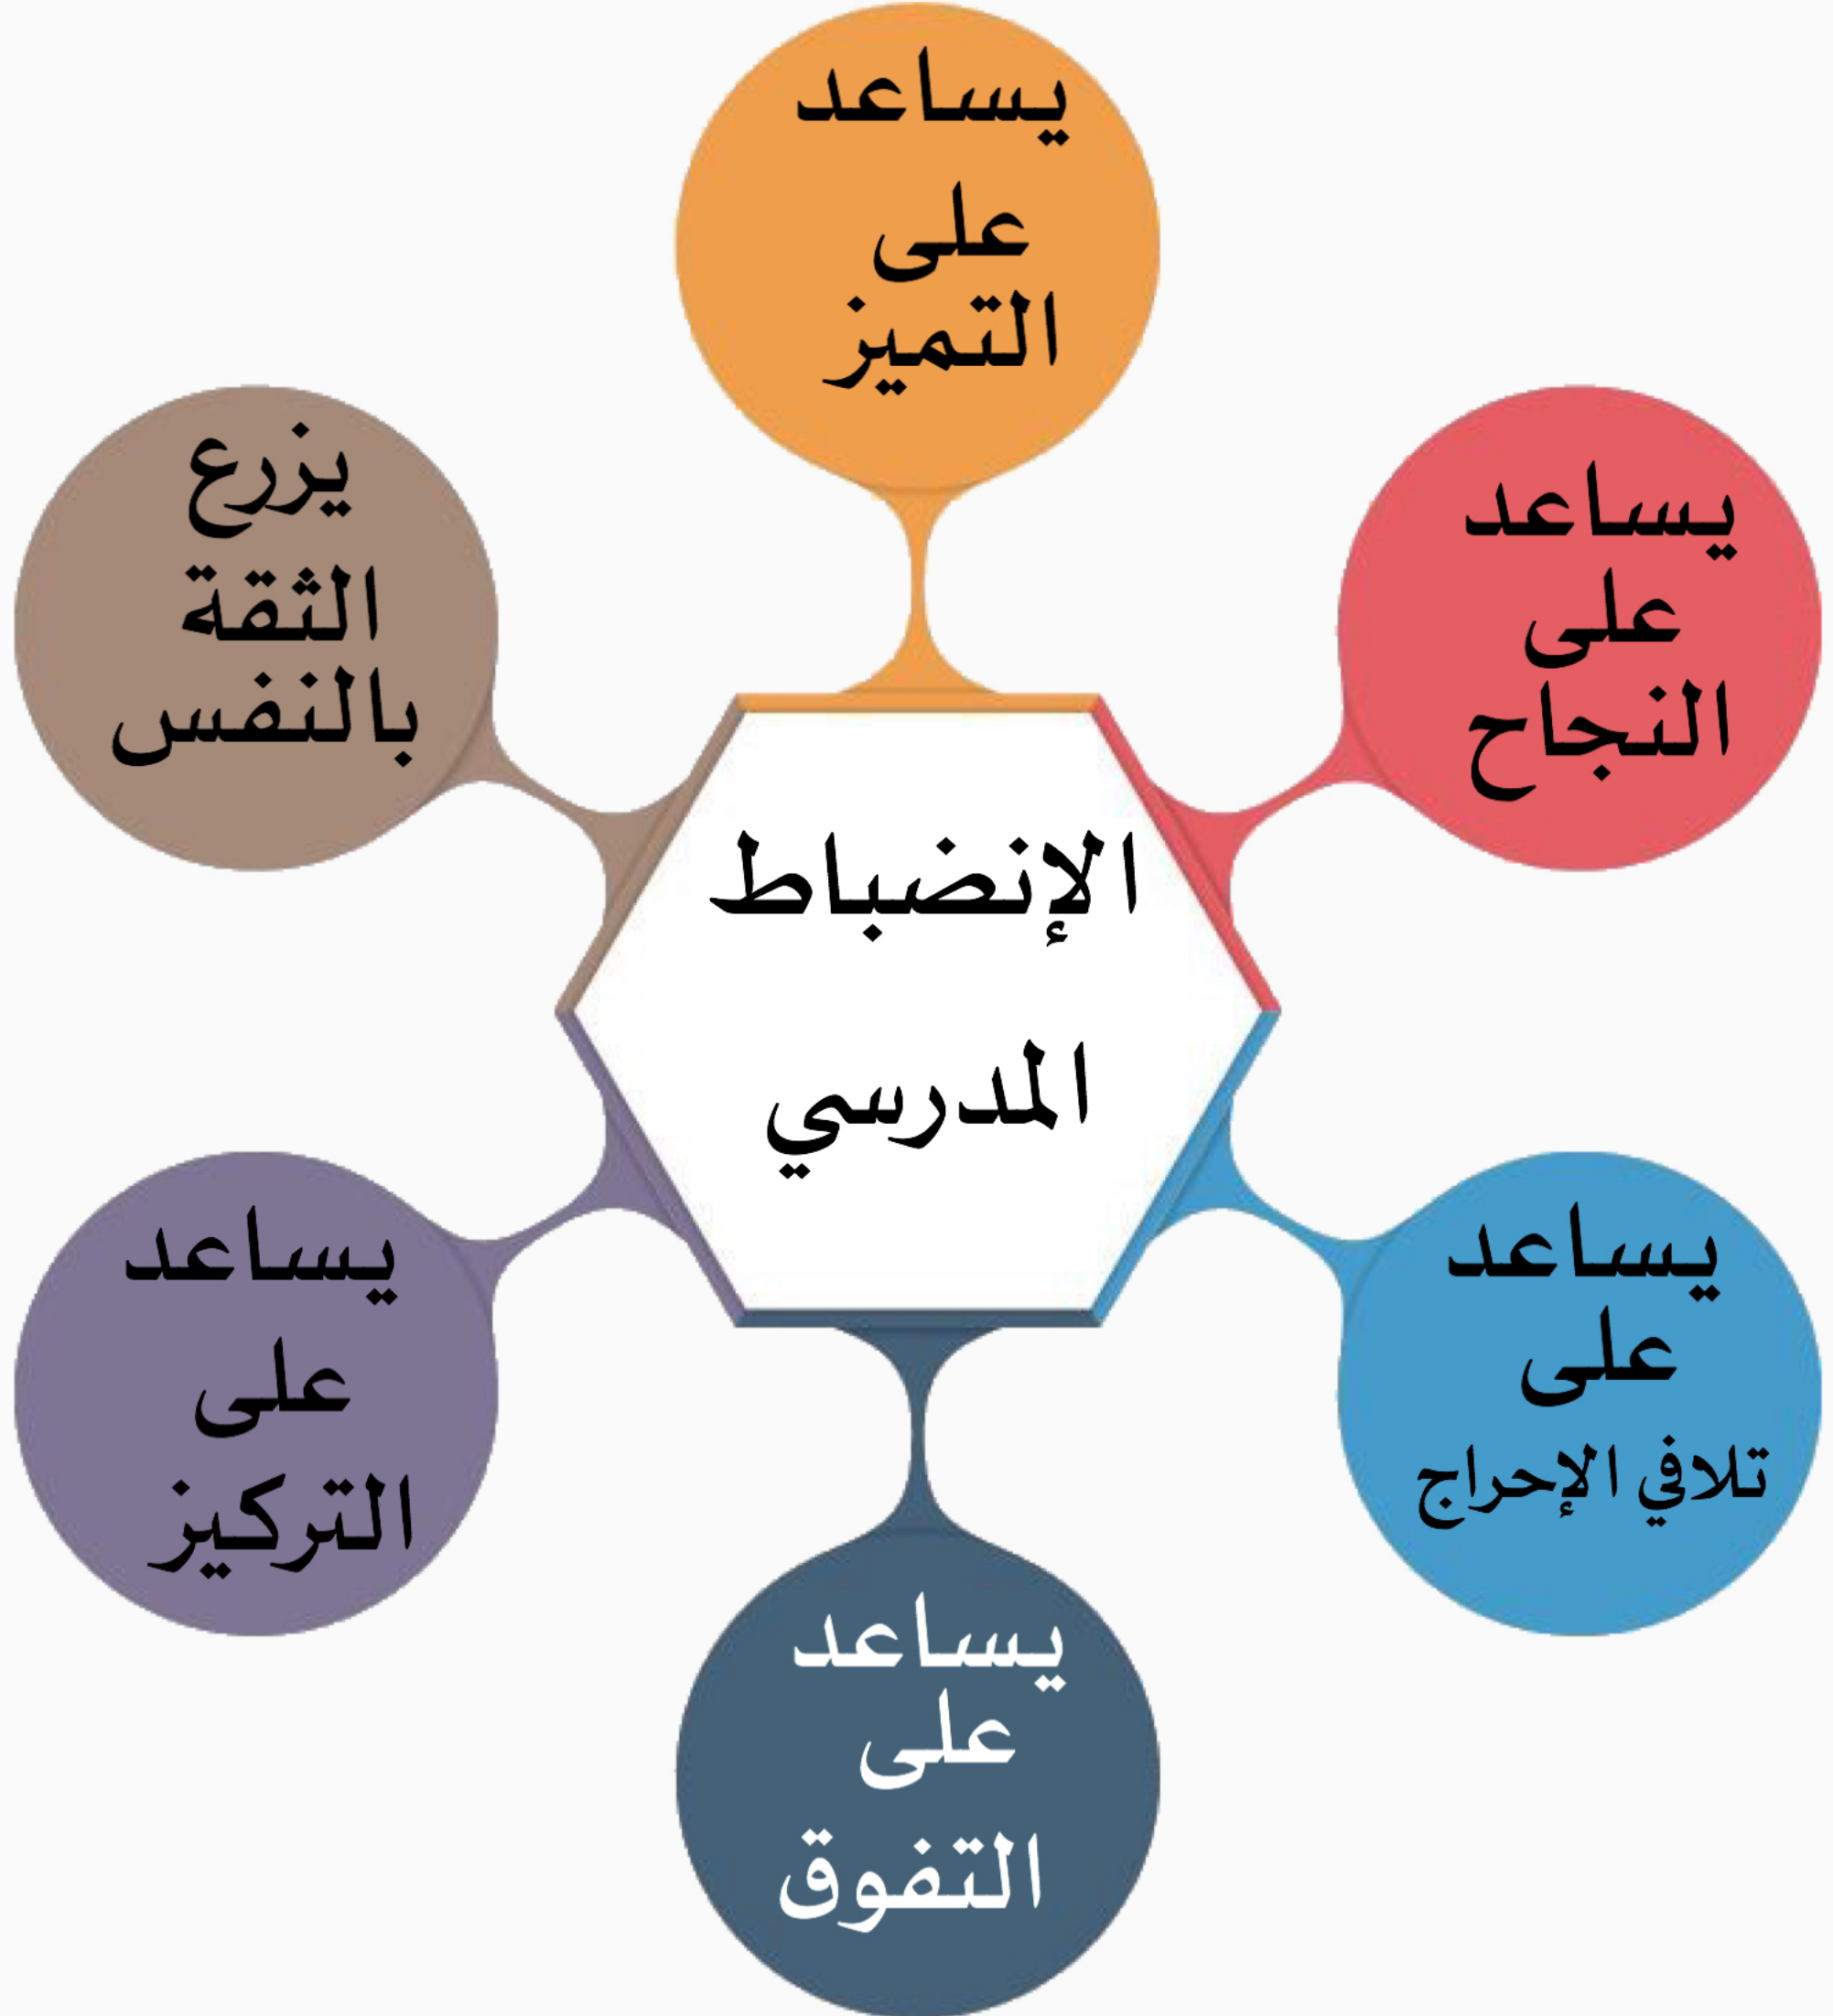 يساعد
على
التميز
يساعد
على
النجاح
يساعد
على
تلافي الإحراج
يساعد
على
التفوق
يساعد
على
التركيز
يزرع
الثقة
بالنفس
الإنضباط
المدرسي